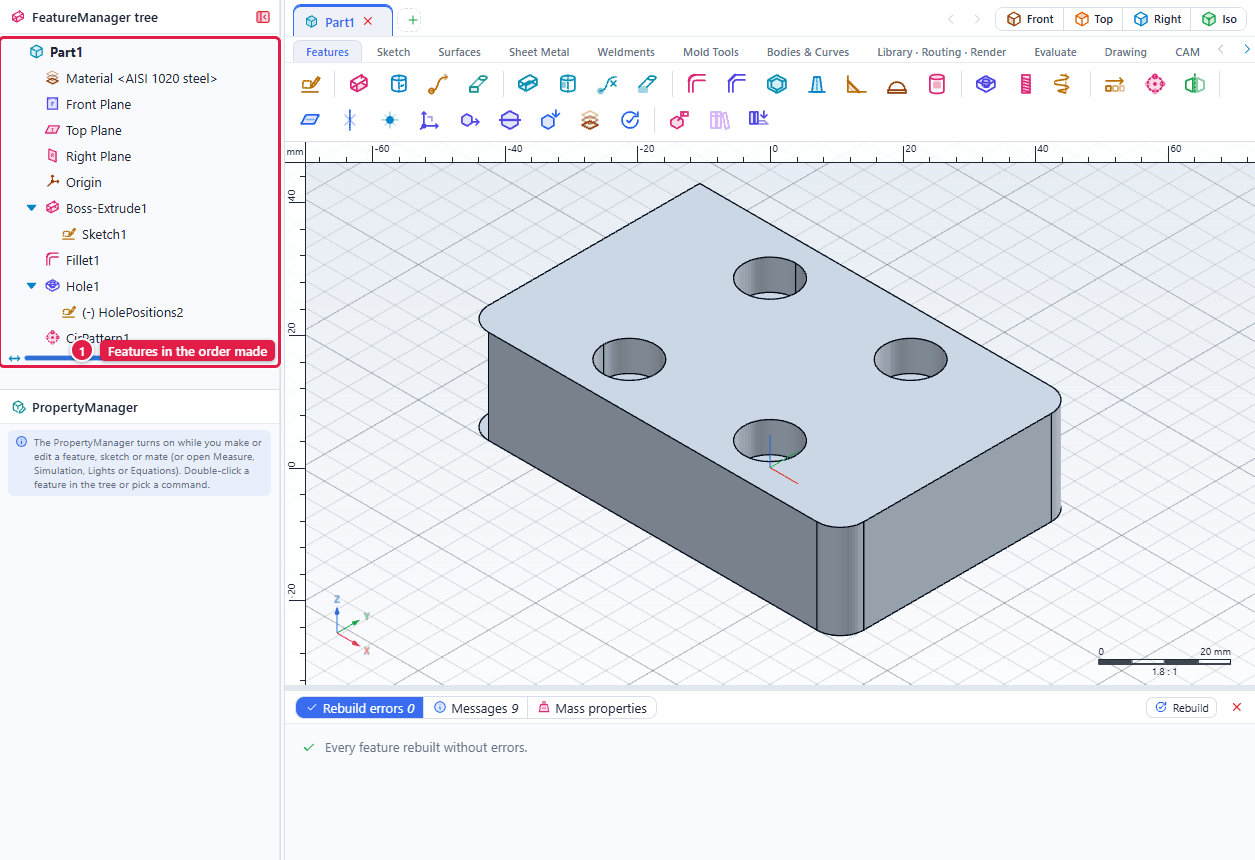 FeatureManager tree
Part1
Front
Top
Right
Iso
Features
Sketch
Surfaces
Sheet Metal
Weldments
Mold Tools
Bodies & Curves
Library · Routing · Render
Evaluate
Drawing
CAM
Part1
Material <AISI 1020 steel>
Front Plane
Top Plane
Right Plane
Origin
Boss-Extrude1
Sketch1
Fillet1
Hole1
(-) HolePositions2
CirPattern1
1 Features in the order made
PropertyManager
The PropertyManager turns on while you make or
edit a feature, sketch or mate (or open Measure,
Simulation, Lights or Equations). Double-click a
feature in the tree or pick a command.
mm
-60
-40
-20
0
20
40
60
40
20
0
-20
Z
Y
X
0
20 mm
1.8 : 1
Rebuild errors 0
Messages 9
Mass properties
Rebuild
Every feature rebuilt without errors.